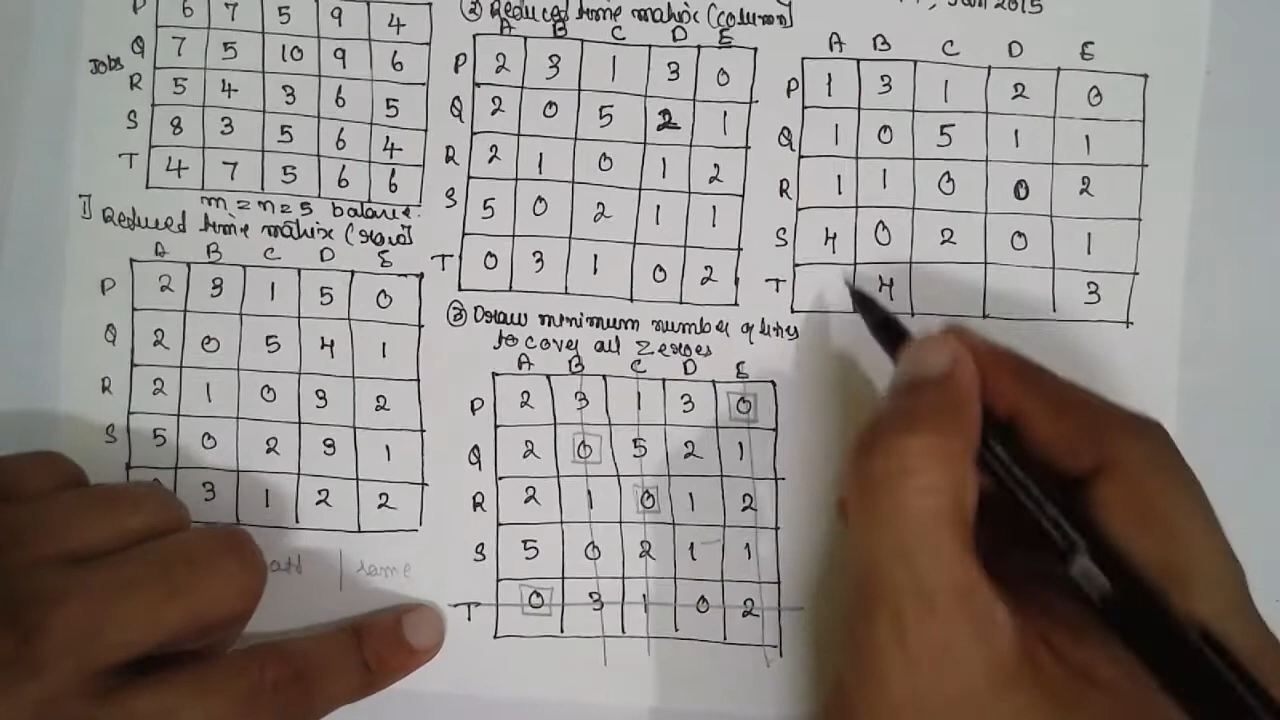 P 6 7 5 9 4
Jobs Q 7 5 10 9 6
R 5 4 3 6 5
S 8 3 5 6 4
T 4 7 5 6 6
m = n = 5 balance.
1] Reduced time matrix (row)
A B C D E
P 2 3 1 5 0
Q 2 0 5 4 1
R 2 1 0 3 2
S 5 0 2 3 1
3 1 2 2
add | same
② Reduced time matrix (column)
A B C D E
P 2 3 1 3 0
Q 2 0 5 2 1
R 2 1 0 1 2
S 5 0 2 1 1
T 0 3 1 0 2
③ Draw minimum number of lines
to cover all zeroes
A B C D E
P 2 3 1 3 0
Q 2 0 5 2 1
R 2 1 0 1 2
S 5 0 2 1 1
T 0 3 1 0 2
Jan 2015
A B C D E
P 1 3 1 2 0
Q 1 0 5 1 1
R 1 1 0 0 2
S 4 0 2 0 1
T 4 3